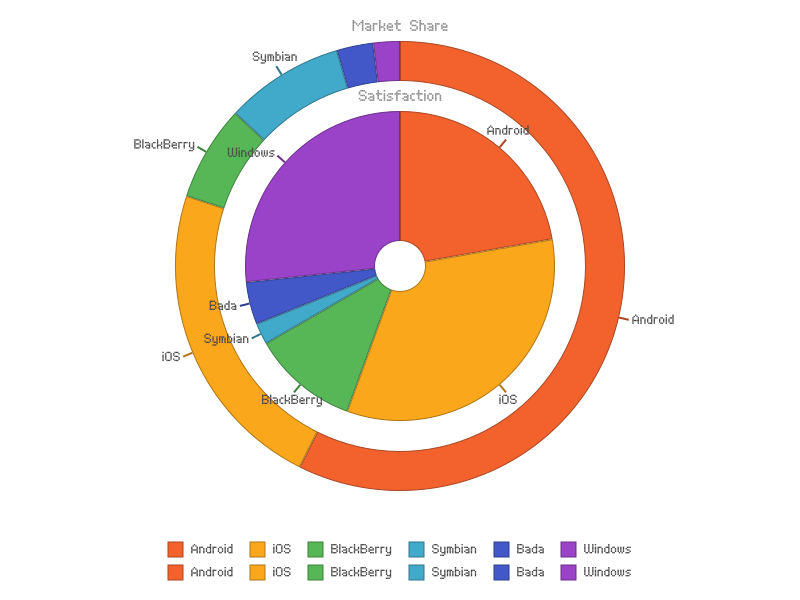 Market Share
Symbian
Satisfaction
Android
BlackBerry
Windows
Bada
Android
Symbian
iOS
BlackBerry
iOS
Android iOS BlackBerry Symbian Bada Windows
Android iOS BlackBerry Symbian Bada Windows